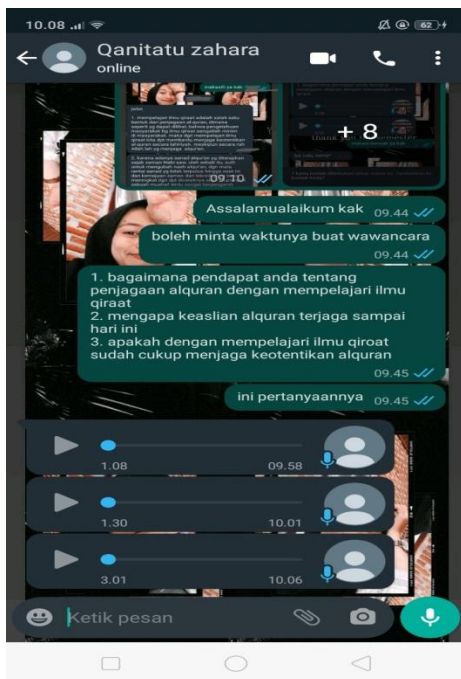 10.08
62
Qanitatu zahara
online
+ 8
09.10
Assalamualaikum kak 09.44
boleh minta waktunya buat wawancara
09.44
1. bagaimana pendapat anda tentang
penjagaan alquran dengan mempelajari ilmu
qiraat
2. mengapa keaslian alquran terjaga sampai
hari ini
3. apakah dengan mempelajari ilmu qiroat
sudah cukup menjaga keotentikan alquran
09.45
ini pertanyaannya 09.45
1.08 09.58
1.30 10.01
3.01 10.06
Ketik pesan